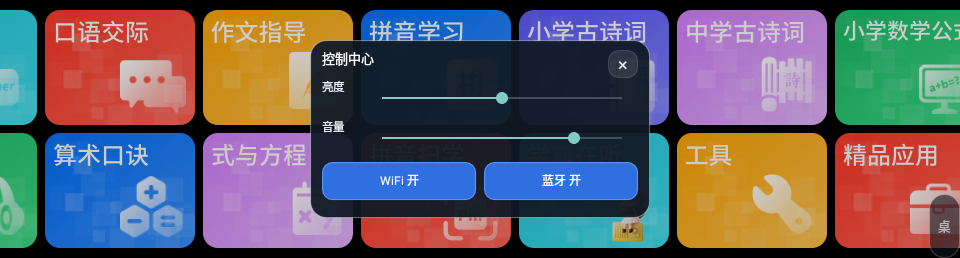 口语交际
作文指导
拼音学习
小学古诗词
中学古诗词
小学数学公式
控制中心
×
亮度
音量
WiFi 开
蓝牙 开
算术口诀
式与方程
工具
精品应用
桌
a+b=?
詩